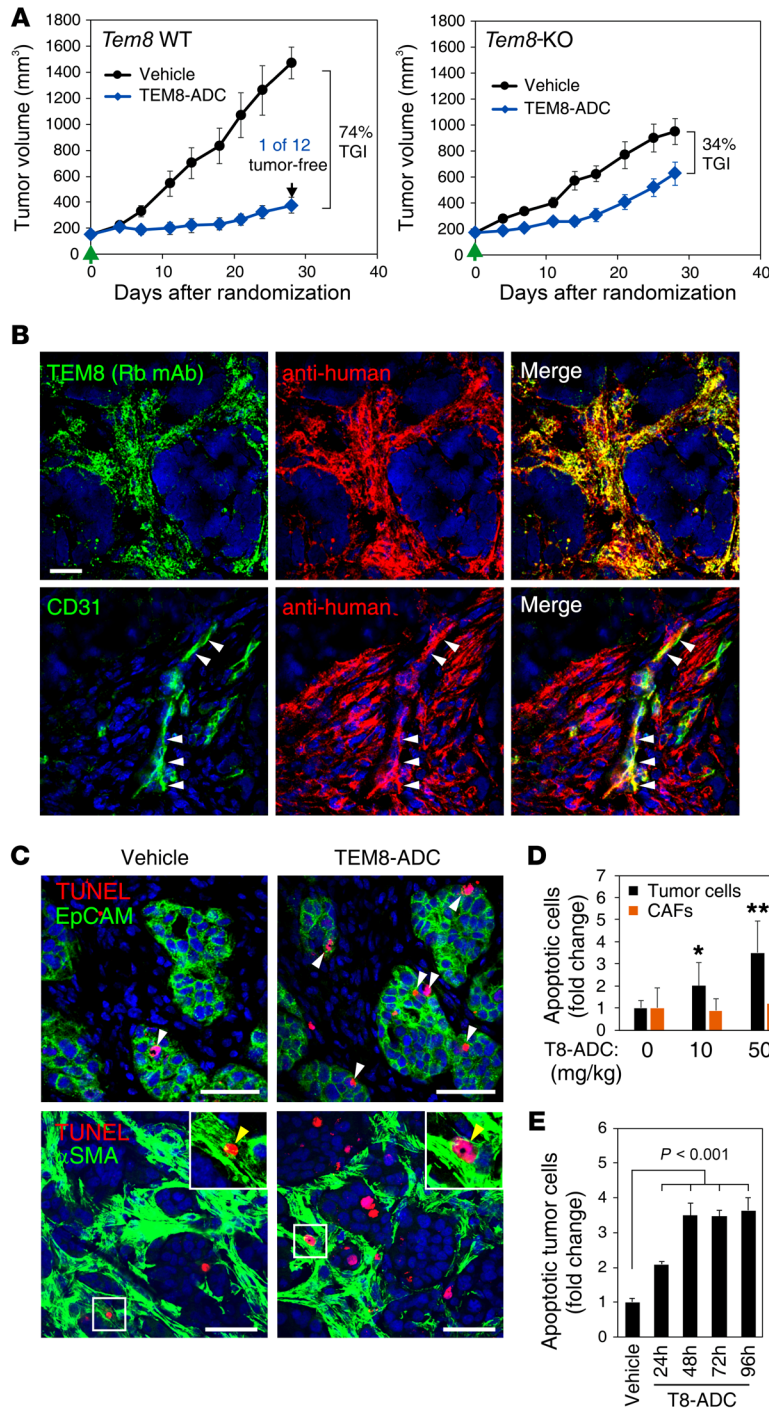 A
Tem8 WT
Vehicle
TEM8-ADC
1 of 12
tumor-free
74%
TGI
Tumor volume (mm³)
1800
1600
1400
1200
1000
800
600
400
200
0
0 10 20 30 40
Days after randomization
Tem8-KO
Vehicle
TEM8-ADC
34%
TGI
Tumor volume (mm³)
1800
1600
1400
1200
1000
800
600
400
200
0
0 10 20 30 40
Days after randomization
B
TEM8 (Rb mAb)
anti-human
Merge
CD31
anti-human
Merge
C
Vehicle
TEM8-ADC
TUNEL
EpCAM
TUNEL
αSMA
D
Apoptotic cells
(fold change)
8
7
6
5
4
3
2
1
0
Tumor cells
CAFs
*
**
T8-ADC: 0 10 50
(mg/kg)
E
Apoptotic tumor cells
(fold change)
6
5
4
3
2
1
0
P < 0.001
Vehicle
24h
48h
72h
96h
T8-ADC